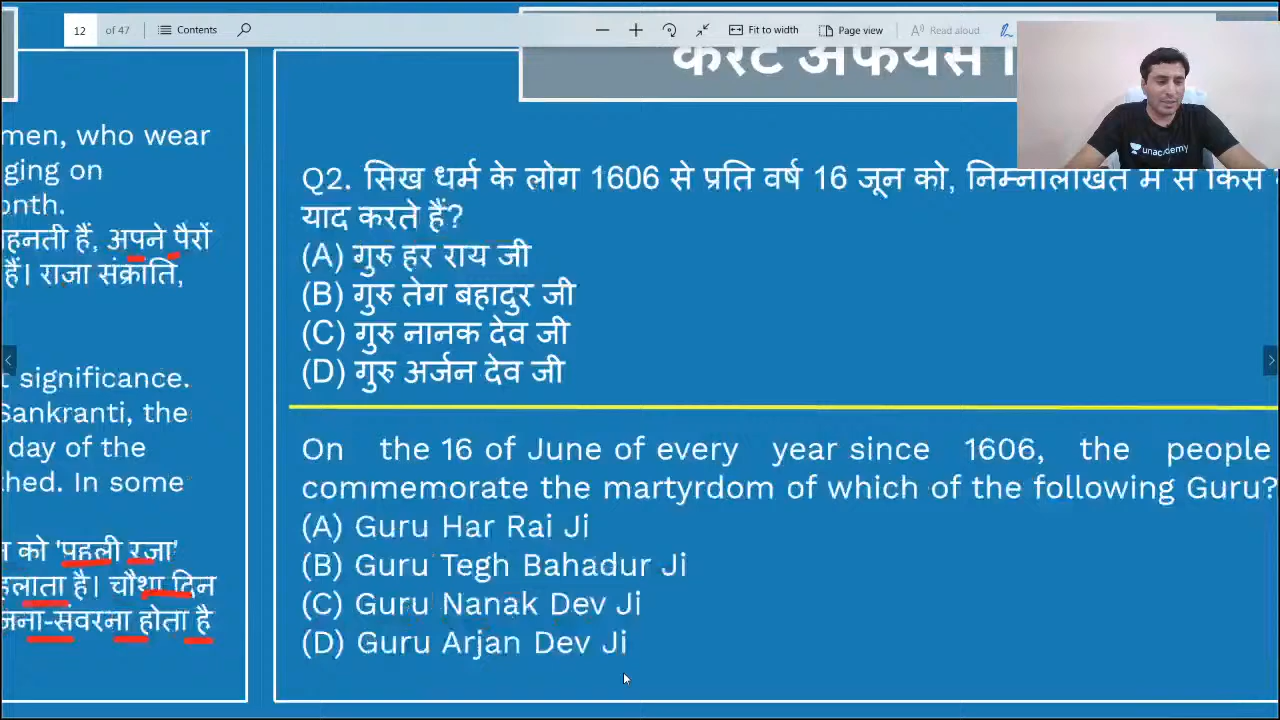 12 of 47 Contents Fit to width Page view Read aloud
करेंट अफेयर्स
unacademy
men, who wear
ging on
onth.
हनती हैं, अपने पैरों
हैं। राजा संक्राति,
t significance.
Sankranti, the
day of the
hed. In some
न को 'पहली रजा'
हलाता है। चौथा दिन
जना-संवरना होता है
Q2. सिख धर्म के लोग 1606 से प्रति वर्ष 16 जून को, निम्नलिखित में से किस
याद करते हैं?
(A) गुरु हर राय जी
(B) गुरु तेग बहादुर जी
(C) गुरु नानक देव जी
(D) गुरु अर्जन देव जी
On the 16 of June of every year since 1606, the people
commemorate the martyrdom of which of the following Guru?
(A) Guru Har Rai Ji
(B) Guru Tegh Bahadur Ji
(C) Guru Nanak Dev Ji
(D) Guru Arjan Dev Ji